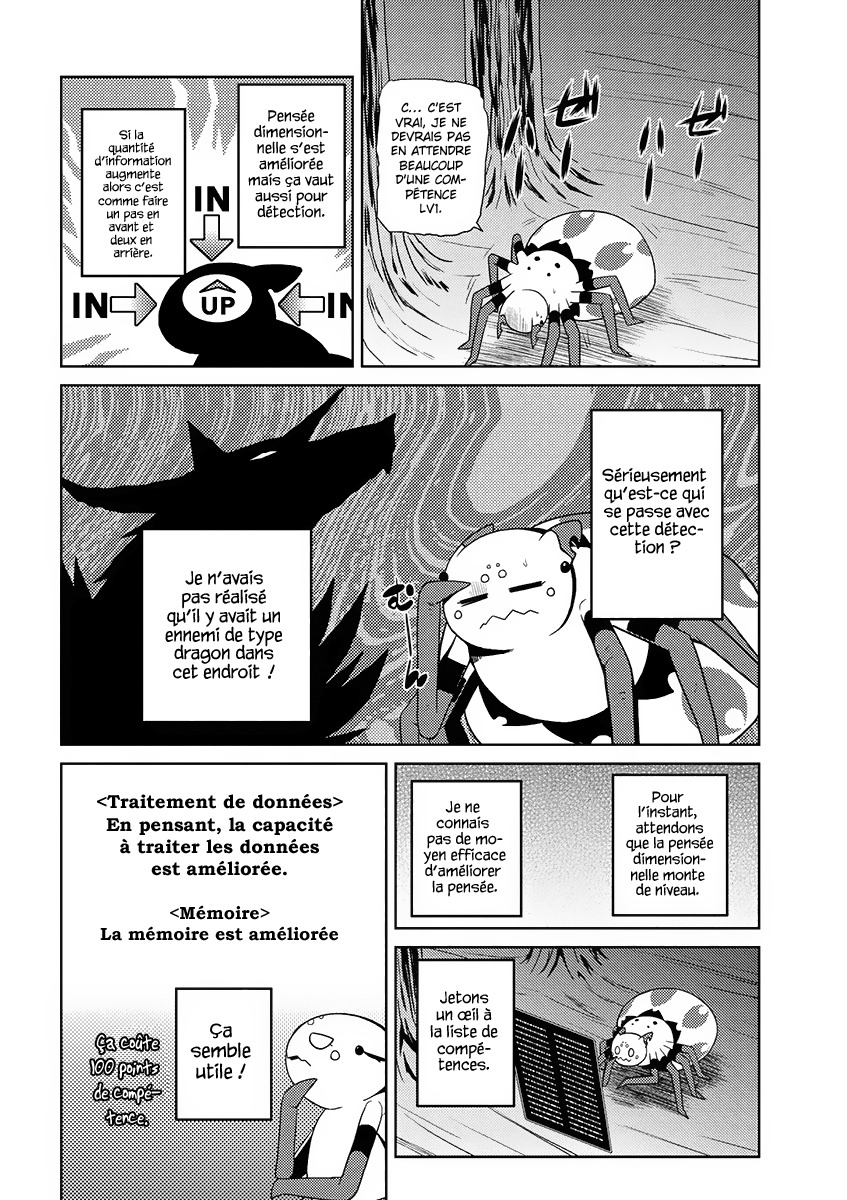 C... C'EST
VRAI, JE NE
DEVRAIS PAS
EN ATTENDRE
BEAUCOUP
D'UNE COM-
PÉTENCE
LV1.
ゼ
ゼ
Pensée
dimension-
nelle s'est
améliorée
mais ça vaut
aussi pour
détection.
Si la
quantité
d'information
augmente
alors c'est
comme faire
un pas en
avant et
deux en
arrière.
IN
IN
UP
IN
Sérieusement
qu'est-ce qui
se passe avec
cette détec-
tion ?
む
ん
Je n'avais
pas réalisé
qu'il y avait un
ennemi de type
dragon dans
cet endroit !
Pour
l'instant,
attendons
que la pensée
dimension-
nelle monte
de niveau.
Je ne
connais
pas de mo-
yen efficace
d'améliorer
la pensée.
Jetons
un œil à
la liste de
compé-
tences.
<Traitement de données>
En pensant, la capacité
à traiter les données
est améliorée.
<Mémoire>
La mémoire est améliorée
Ça
semble
utile !
Ça coûte
100 points
de compé-
tence.